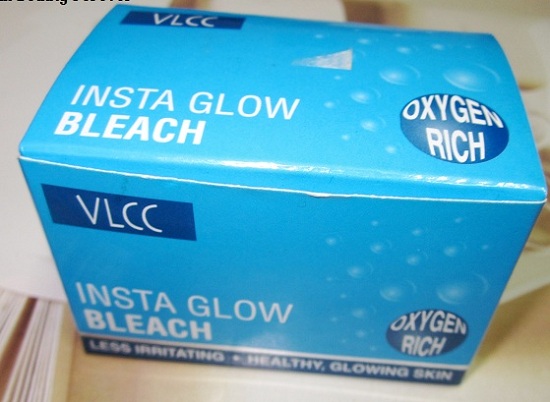 VLCC
INSTA GLOW
BLEACH
OXYGEN
RICH
VLCC
INSTA GLOW
BLEACH
OXYGEN
RICH
LESS IRRITATING • HEALTHY, GLOWING SKIN